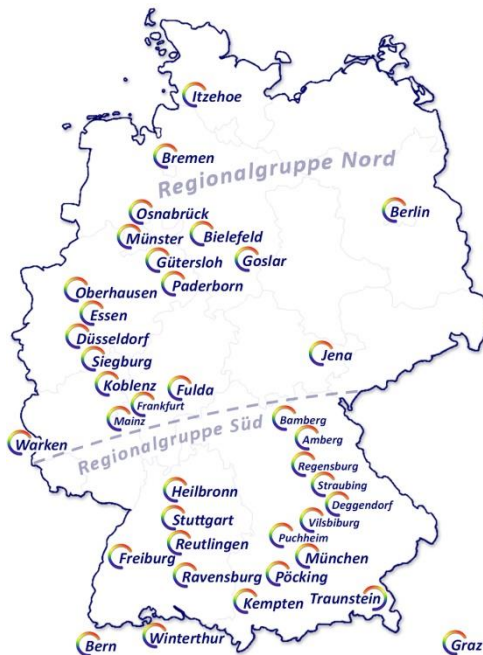 Itzehoe
Bremen
Regionalgruppe Nord
Osnabrück
Berlin
Münster
Bielefeld
Gütersloh
Goslar
Paderborn
Oberhausen
Essen
Düsseldorf
Siegburg
Jena
Koblenz
Fulda
Frankfurt
Mainz
Regionalgruppe Süd
Bamberg
Warken
Amberg
Regensburg
Straubing
Heilbronn
Deggendorf
Stuttgart
Vilsbiburg
Puchheim
Reutlingen
Freiburg
München
Ravensburg
Pöcking
Kempten
Traunstein
Bern
Winterthur
Graz